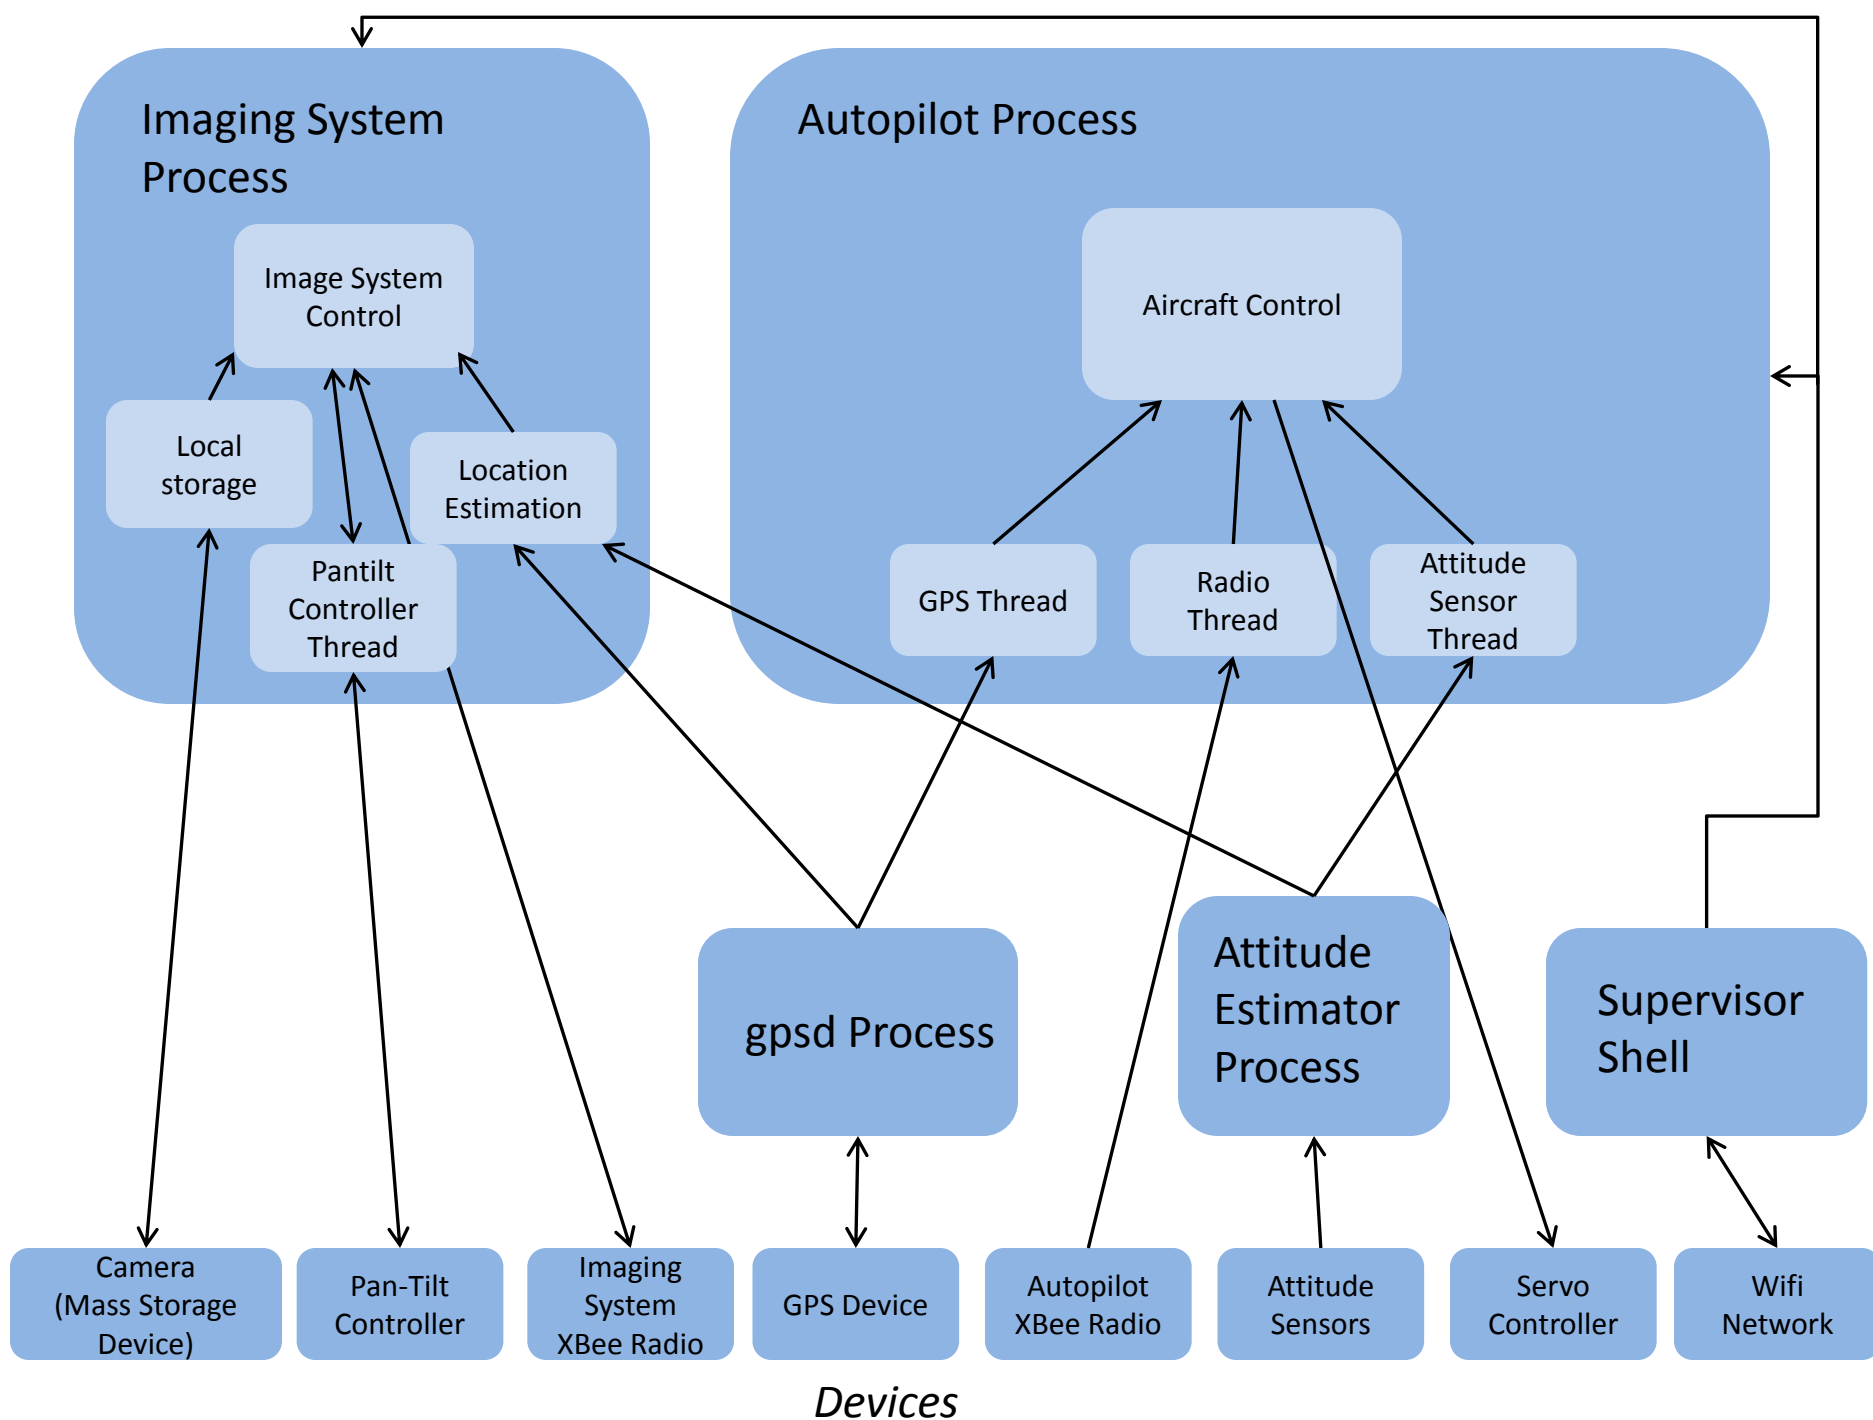 Imaging System
Process
Autopilot Process
Image System
Control
Aircraft Control
Local
storage
Location
Estimation
Pantilt
Controller
Thread
GPS Thread
Radio
Thread
Attitude
Sensor
Thread
gpsd Process
Attitude
Estimator
Process
Supervisor
Shell
Camera
(Mass Storage
Device)
Pan-Tilt
Controller
Imaging
System
XBee Radio
GPS Device
Autopilot
XBee Radio
Attitude
Sensors
Servo
Controller
Wifi
Network
Devices